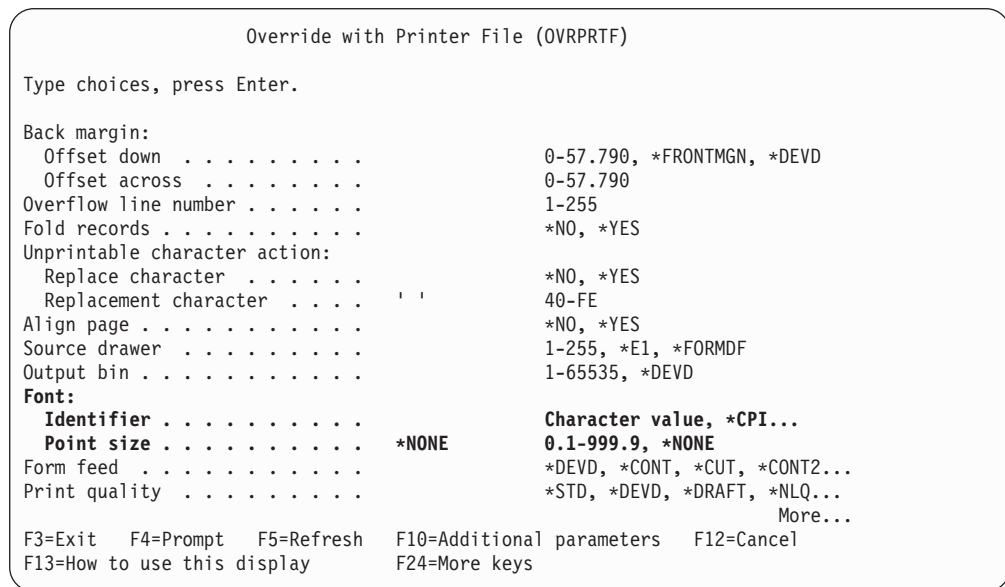 Override with Printer File (OVRPRTF)
Type choices, press Enter.
Back margin:
Offset down . . . . . . . . . 0-57.790, *FRONTMGN, *DEVD
Offset across . . . . . . . . 0-57.790
Overflow line number . . . . . . 1-255
Fold records . . . . . . . . . . *NO, *YES
Unprintable character action:
Replace character . . . . . . *NO, *YES
Replacement character . . . . ' ' 40-FE
Align page . . . . . . . . . . . *NO, *YES
Source drawer . . . . . . . . . 1-255, *E1, *FORMDF
Output bin . . . . . . . . . . . 1-65535, *DEVD
Font:
Identifier . . . . . . . . . . Character value, *CPI...
Point size . . . . . . . . . . *NONE 0.1-999.9, *NONE
Form feed . . . . . . . . . . . *DEVD, *CONT, *CUT, *CONT2...
Print quality . . . . . . . . . *STD, *DEVD, *DRAFT, *NLQ...
More...
F3=Exit F4=Prompt F5=Refresh F10=Additional parameters F12=Cancel
F13=How to use this display F24=More keys